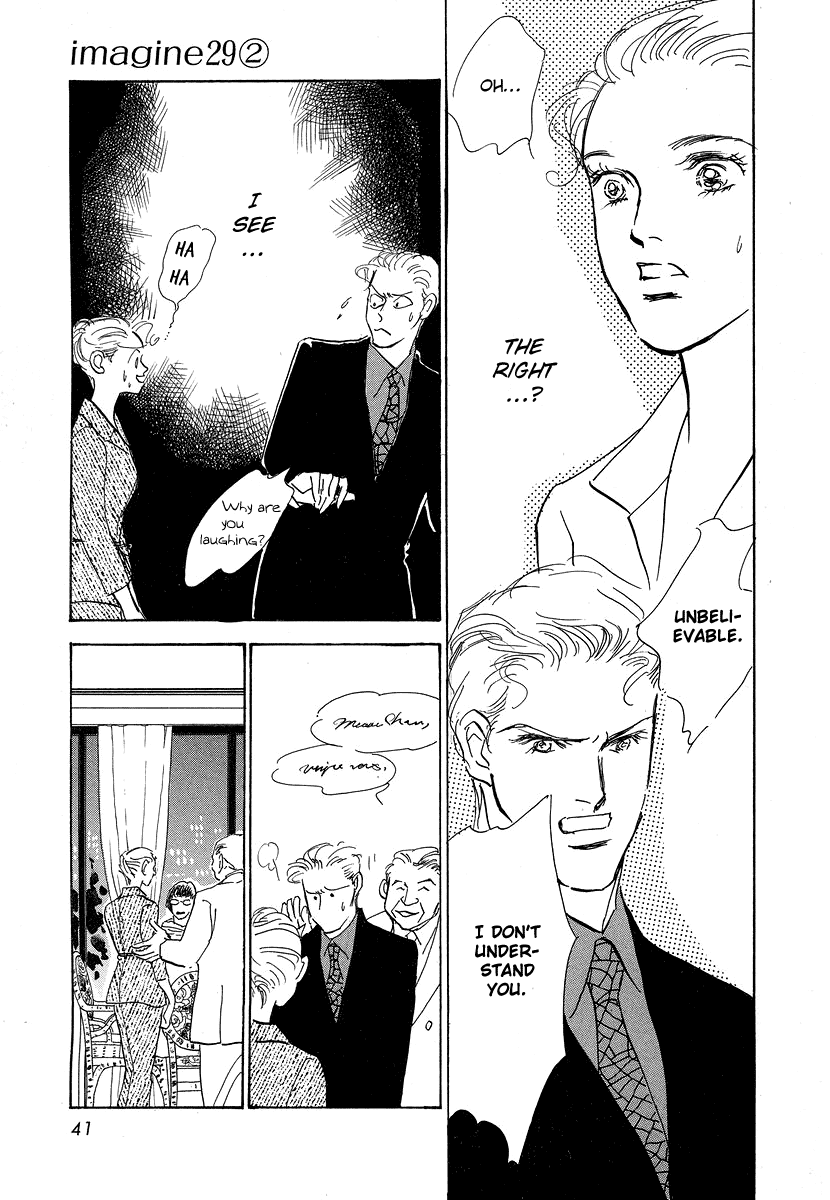 imagine29②
OH...
THE
RIGHT
...?
UNBELI-
EVABLE.
I DON'T
UNDER-
STAND
YOU.
I
SEE
...
HA
HA
Why are
you
laughing?
41